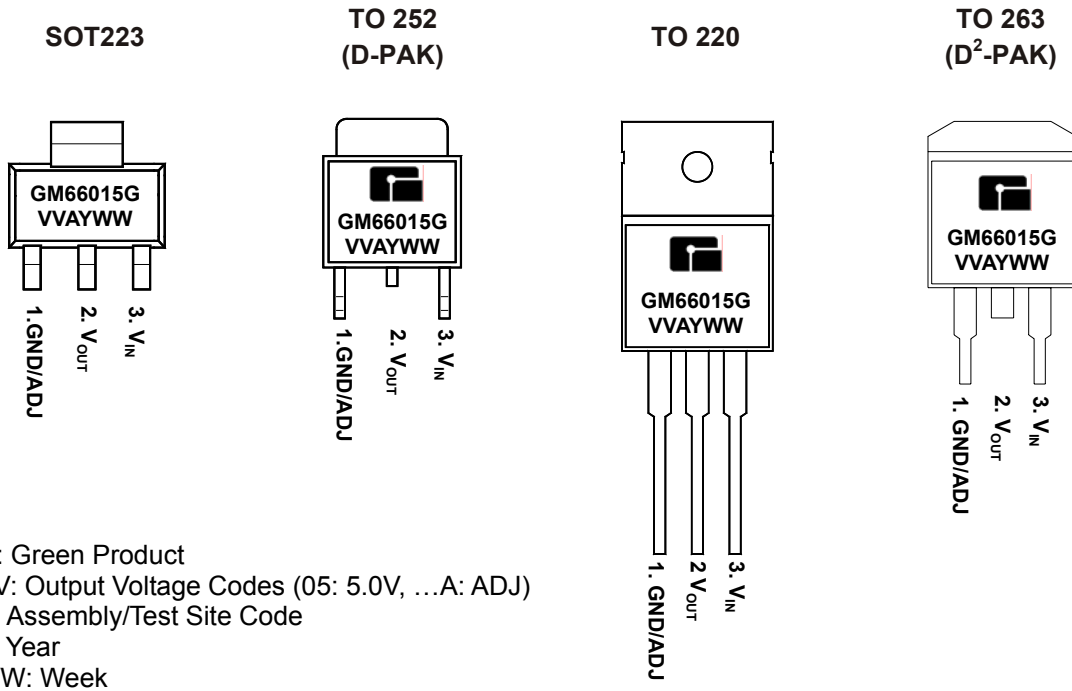 SOT223
TO 252
(D-PAK)
TO 220
TO 263
(D²-PAK)
GM66015G
VVAYWW
1.GND/ADJ
2. VOUT
3. VIN
GM66015G
VVAYWW
1.GND/ADJ
2. VOUT
3. VIN
GM66015G
VVAYWW
1. GND/ADJ
2 VOUT
3. VIN
GM66015G
VVAYWW
1. GND/ADJ
2. VOUT
3. VIN
: Green Product
V: Output Voltage Codes (05: 5.0V, …A: ADJ)
Assembly/Test Site Code
Year
W: Week